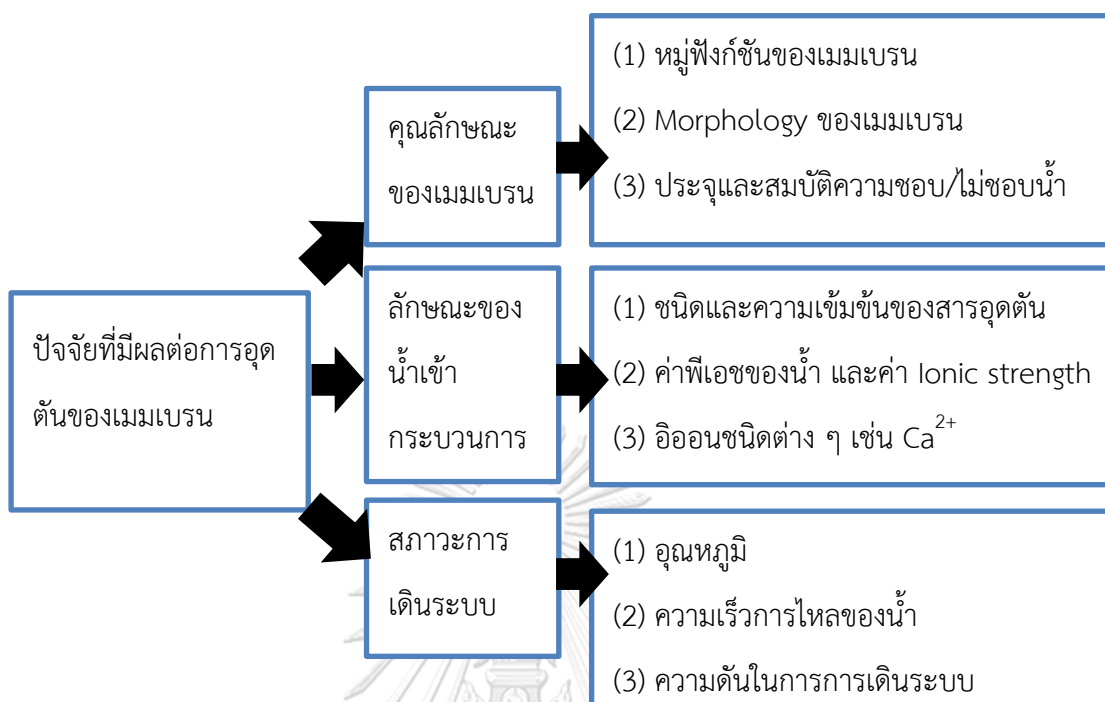 ปัจจัยที่มีผลต่อการอุด
ตันของเมมเบรน
คุณลักษณะ
ของเมมเบรน
(1) หมู่ฟังก์ชันของเมมเบรน
(2) Morphology ของเมมเบรน
(3) ประจุและสมบัติความชอบ/ไม่ชอบน้ำ
ลักษณะของ
น้ำเข้า
กระบวนการ
(1) ชนิดและความเข้มข้นของสารอุดตัน
(2) ค่าพีเอชของน้ำ และค่า Ionic strength
(3) อิออนชนิดต่าง ๆ เช่น Ca²⁺
สภาวะการ
เดินระบบ
(1) อุณหภูมิ
(2) ความเร็วการไหลของน้ำ
(3) ความดันในการการเดินระบบ